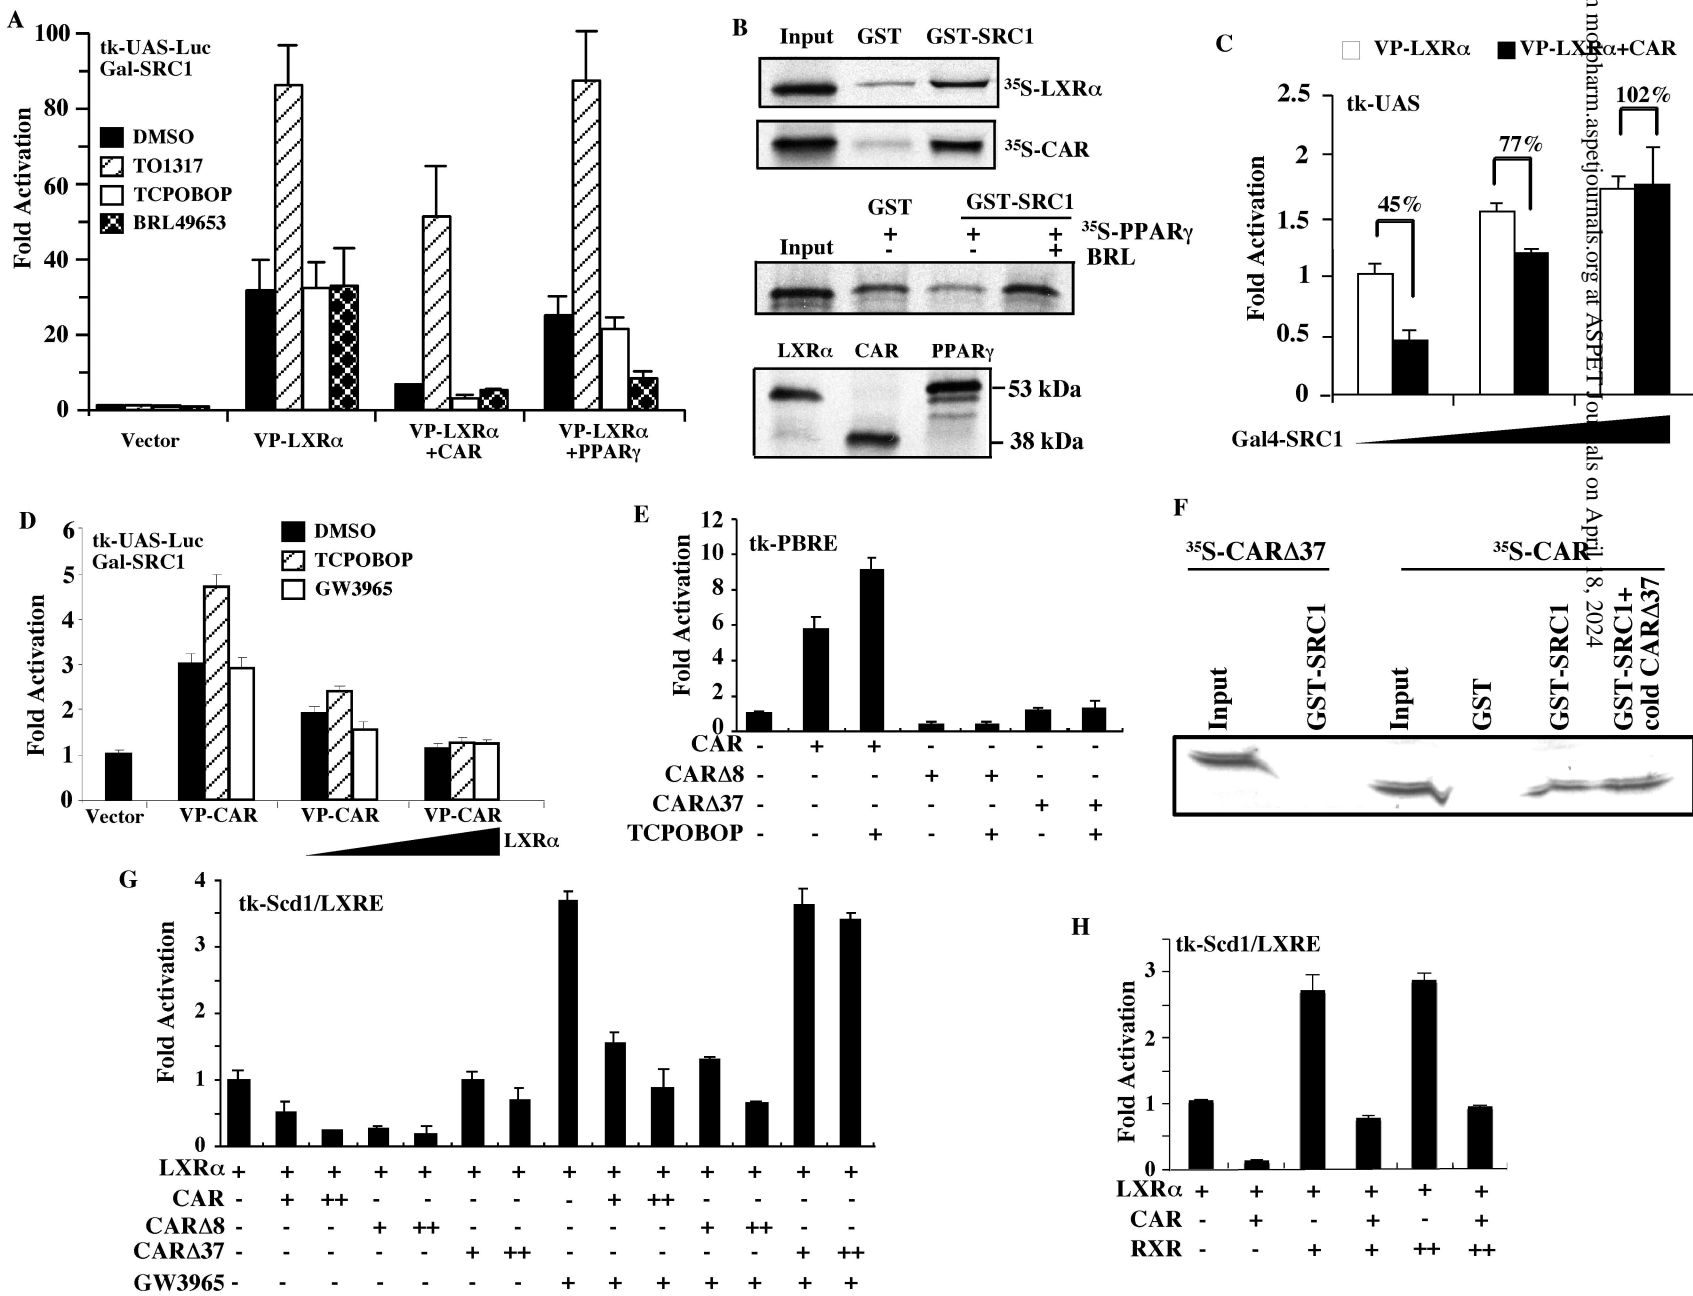 A
tk-UAS-Luc
Gal-SRC1
DMSO
TO1317
TCPOBOP
BRL49653
Fold Activation
100
80
60
40
20
0
Vector
VP-LXRα
VP-LXRα
+CAR
VP-LXRα
+PPARγ
B
Input GST GST-SRC1
35S-LXRα
35S-CAR
GST GST-SRC1
Input + + + 35S-PPARγ
- - + BRL
LXRα CAR PPARγ
53 kDa
38 kDa
C
VP-LXRα VP-LXRα+CAR
tk-UAS
Fold Activation
2.5
2
1.5
1
0.5
0
45%
77%
102%
Gal4-SRC1
m molpharm.aspetjournals.org at ASPET Journals on April 18, 2024
D
tk-UAS-Luc
Gal-SRC1
DMSO
TCPOBOP
GW3965
Fold Activation
6
5
4
3
2
1
0
Vector VP-CAR VP-CAR VP-CAR
LXRα
E
tk-PBRE
Fold Activation
12
10
8
6
4
2
0
CAR - + + - - - -
CARΔ8 - - - + + - -
CARΔ37 - - - - - + +
TCPOBOP - - + - + - +
F
35S-CARΔ37 35S-CAR
Input
GST-SRC1
Input
GST
GST-SRC1
GST-SRC1+
cold CARΔ37
G
tk-Scd1/LXRE
Fold Activation
4
3
2
1
0
LXRα + + + + + + + + + + + + + +
CAR - + ++ - - - - - + ++ - - - -
CARΔ8 - - - + ++ - - - - - + ++ - -
CARΔ37 - - - - - + ++ - - - - - + ++
GW3965 - - - - - - - + + + + + + +
H
tk-Scd1/LXRE
Fold Activation
3
2
1
0
LXRα + + + + + +
CAR - + - + - +
RXR - - + + ++ ++